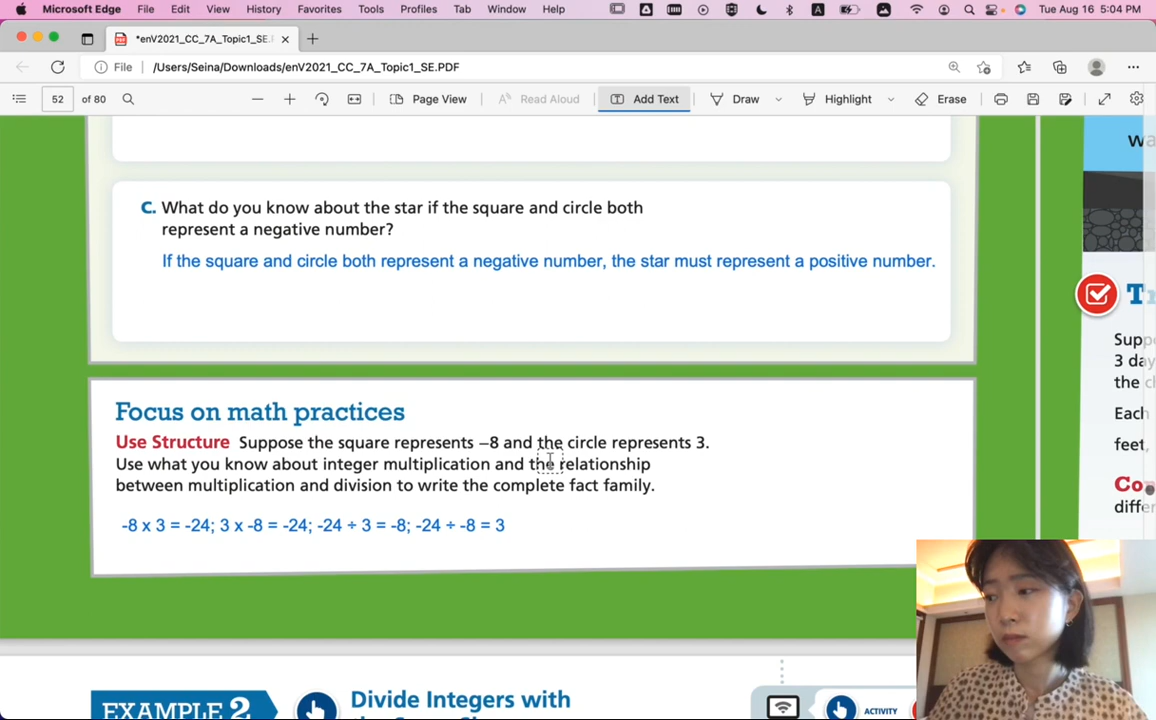 Microsoft Edge File Edit View History Favorites Tools Profiles Tab Window Help A Tue Aug 16 5:04 PM
*enV2021_CC_7A_Topic1_SE.
File /Users/Seina/Downloads/enV2021_CC_7A_Topic1_SE.PDF
52 of 80 Page View Read Aloud Add Text Draw Highlight Erase
C. What do you know about the star if the square and circle both
represent a negative number?
If the square and circle both represent a negative number, the star must represent a positive number.
Focus on math practices
Use Structure Suppose the square represents –8 and the circle represents 3.
Use what you know about integer multiplication and the relationship
between multiplication and division to write the complete fact family.
-8 x 3 = -24; 3 x -8 = -24; -24 ÷ 3 = -8; -24 ÷ -8 = 3
EXAMPLE 2
Divide Integers with
ACTIVITY
3 day
Each
feet,